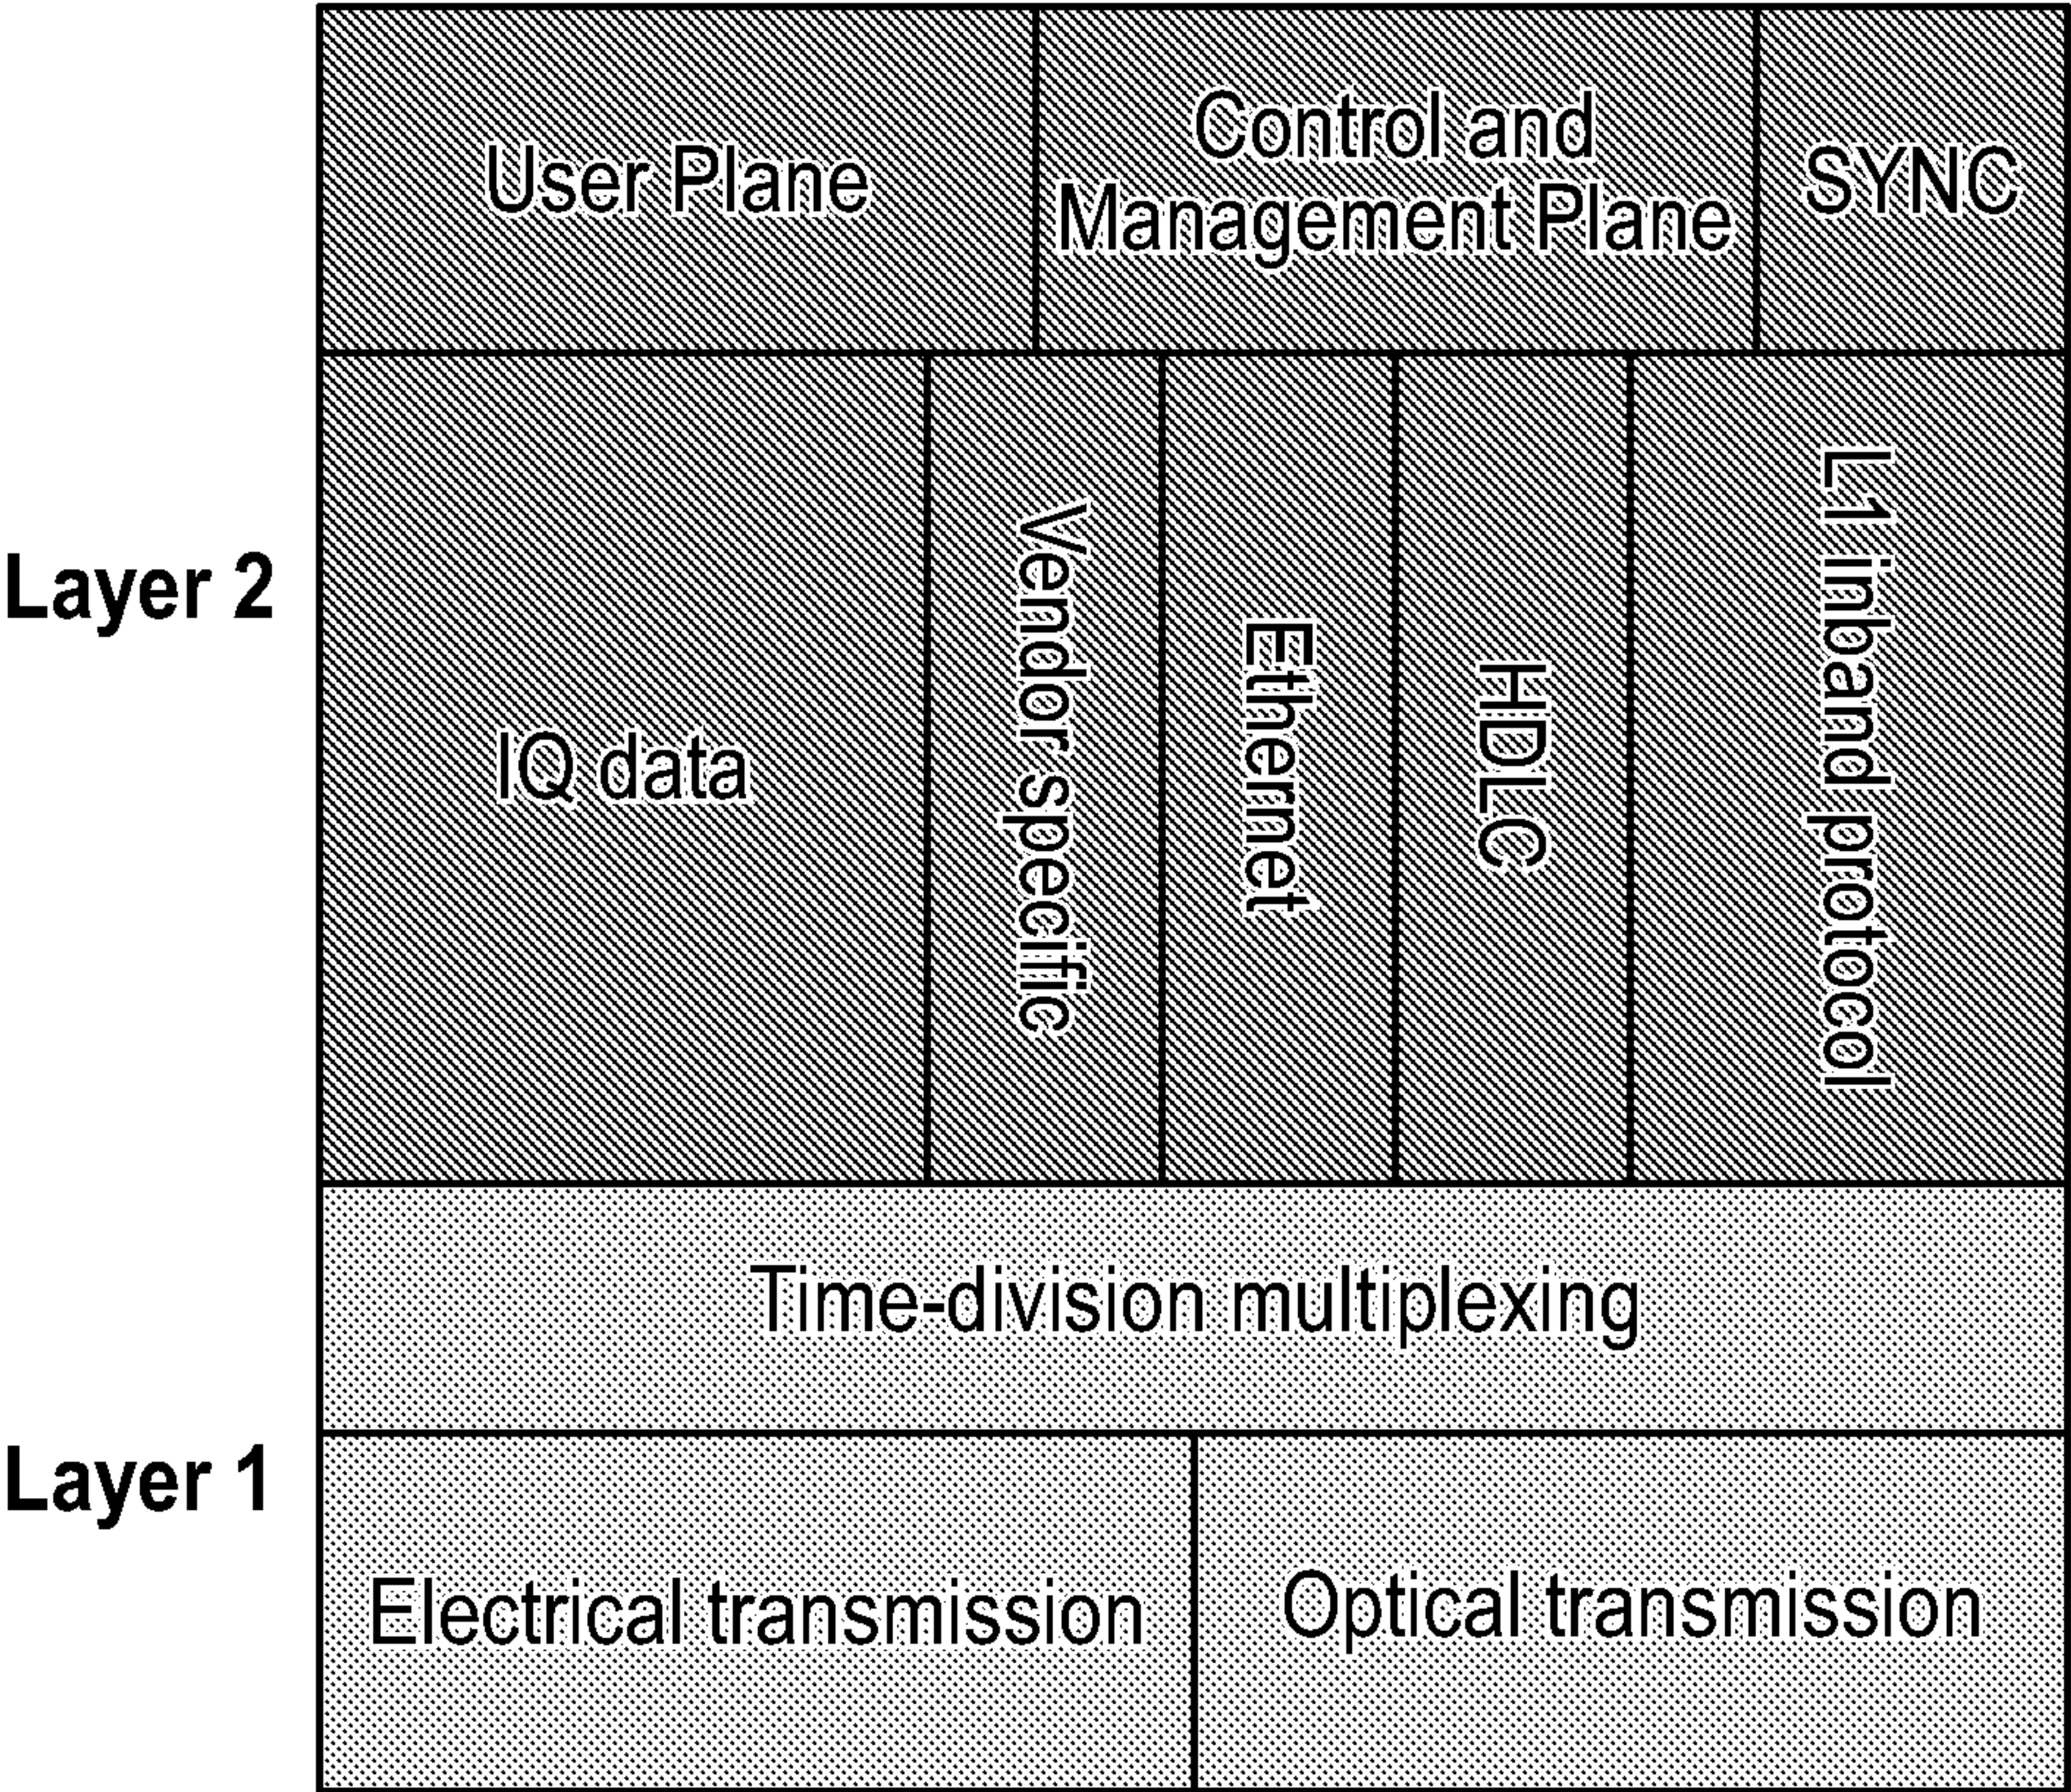 User Plane
Control and
Management Plane
SYNC
Layer 2
IQ data
Vendor specific
Ethernet
HDLC
L1 inband protocol
Time-division multiplexing
Layer 1
Electrical transmission
Optical transmission